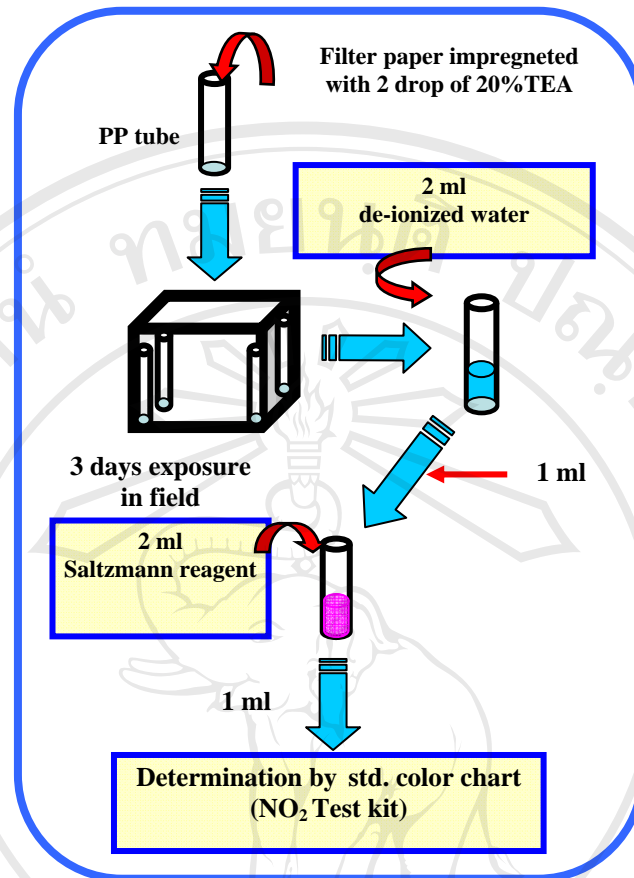 Filter paper impregneted
with 2 drop of 20%TEA
PP tube
2 ml
de-ionized water
3 days exposure
in field
1 ml
2 ml
Saltzmann reagent
1 ml
Determination by std. color chart
(NO₂ Test kit)